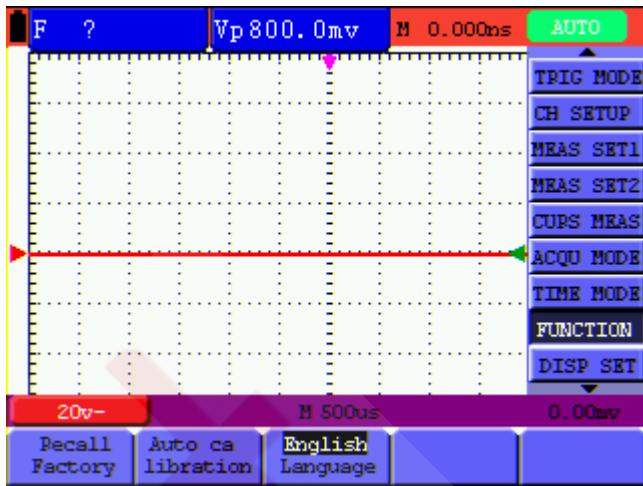 F ?
Vp800.0mv
M 0.000ns
AUTO
TRIG MODE
CH SETUP
MEAS SET1
MEAS SET2
CURS MEAS
ACQU MODE
TIME MODE
FUNCTION
DISP SET
20v-
M 500us
0.00mv
Recall
Factory
Auto ca
libration
English
Language